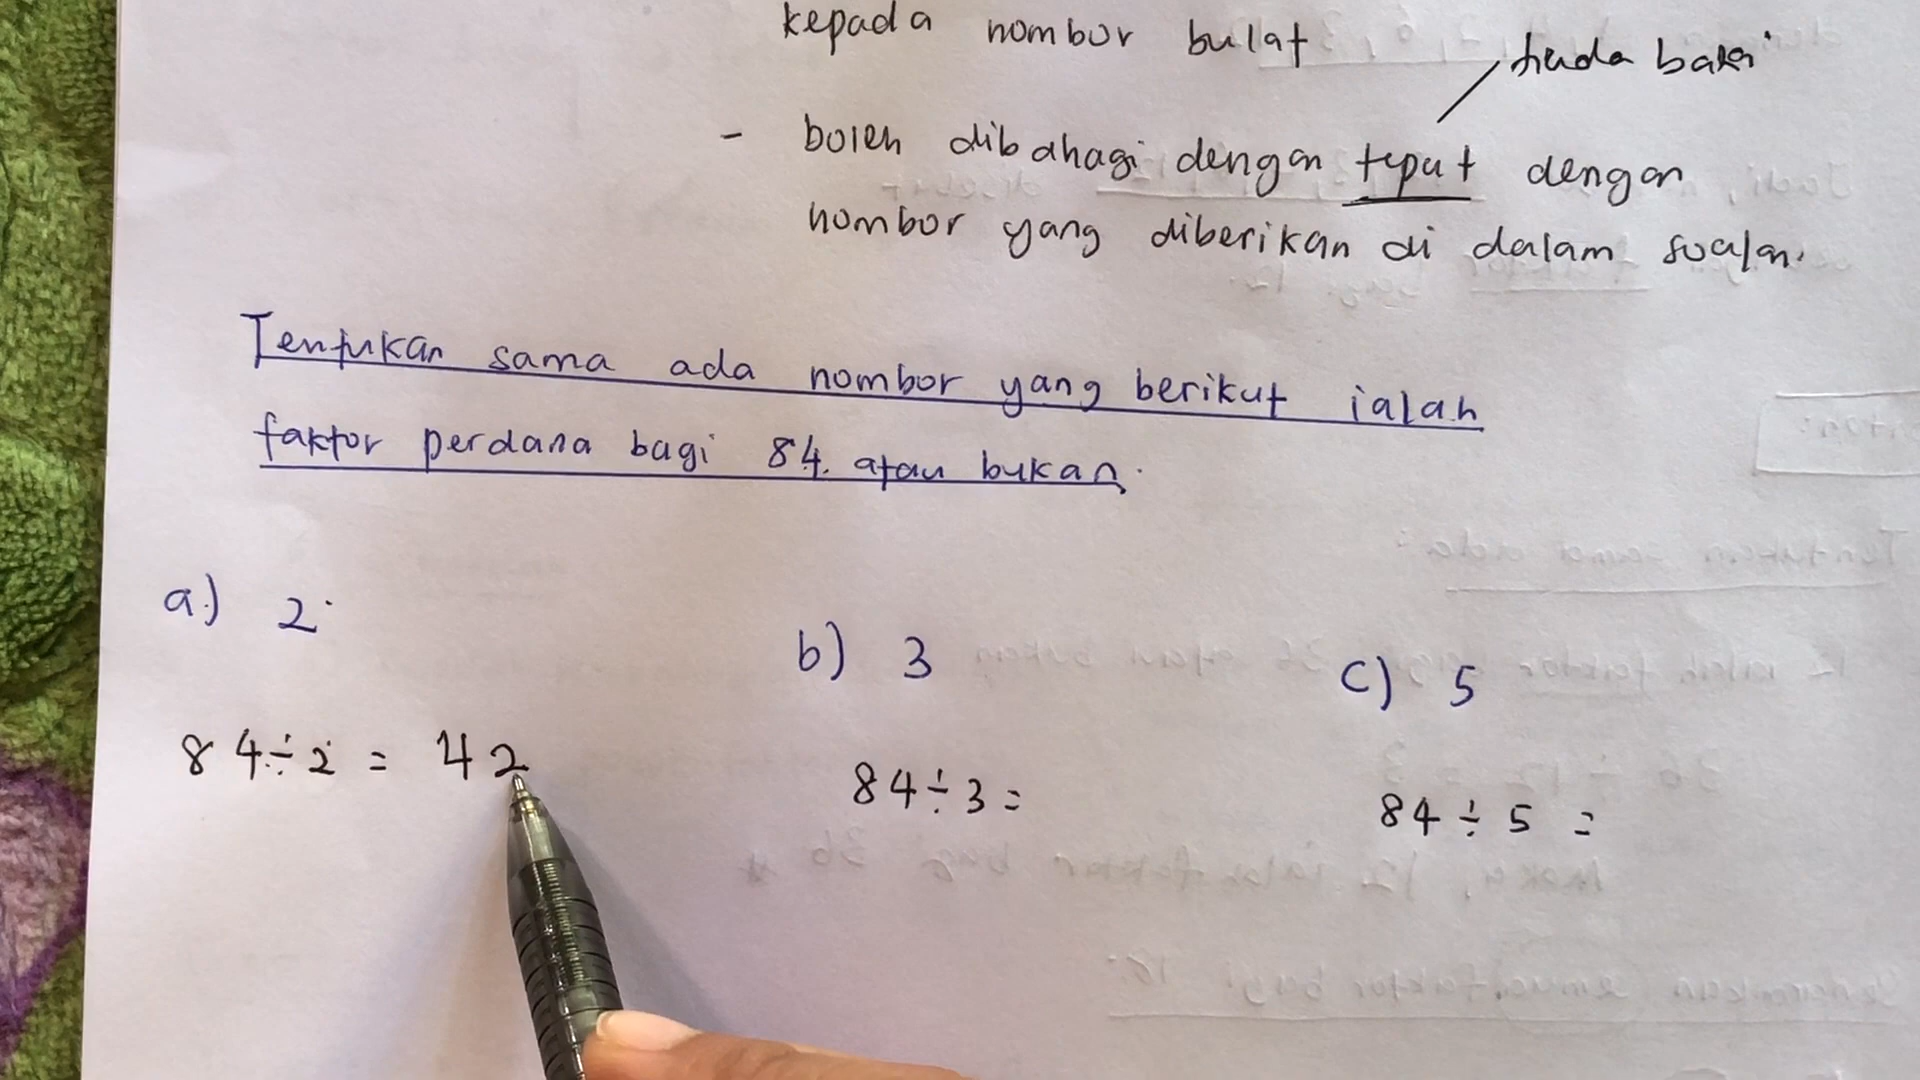 kepada nombor bulat
tiada baki
- boleh dibahagi dengan tepat dengan
nombor yang diberikan di dalam soalan.
Tentukan sama ada nombor yang berikut ialah
faktor perdana bagi 84. atau bukan.
a.) 2
b) 3
c) 5
84 ÷ 2 = 42
84 ÷ 3 =
84 ÷ 5 =